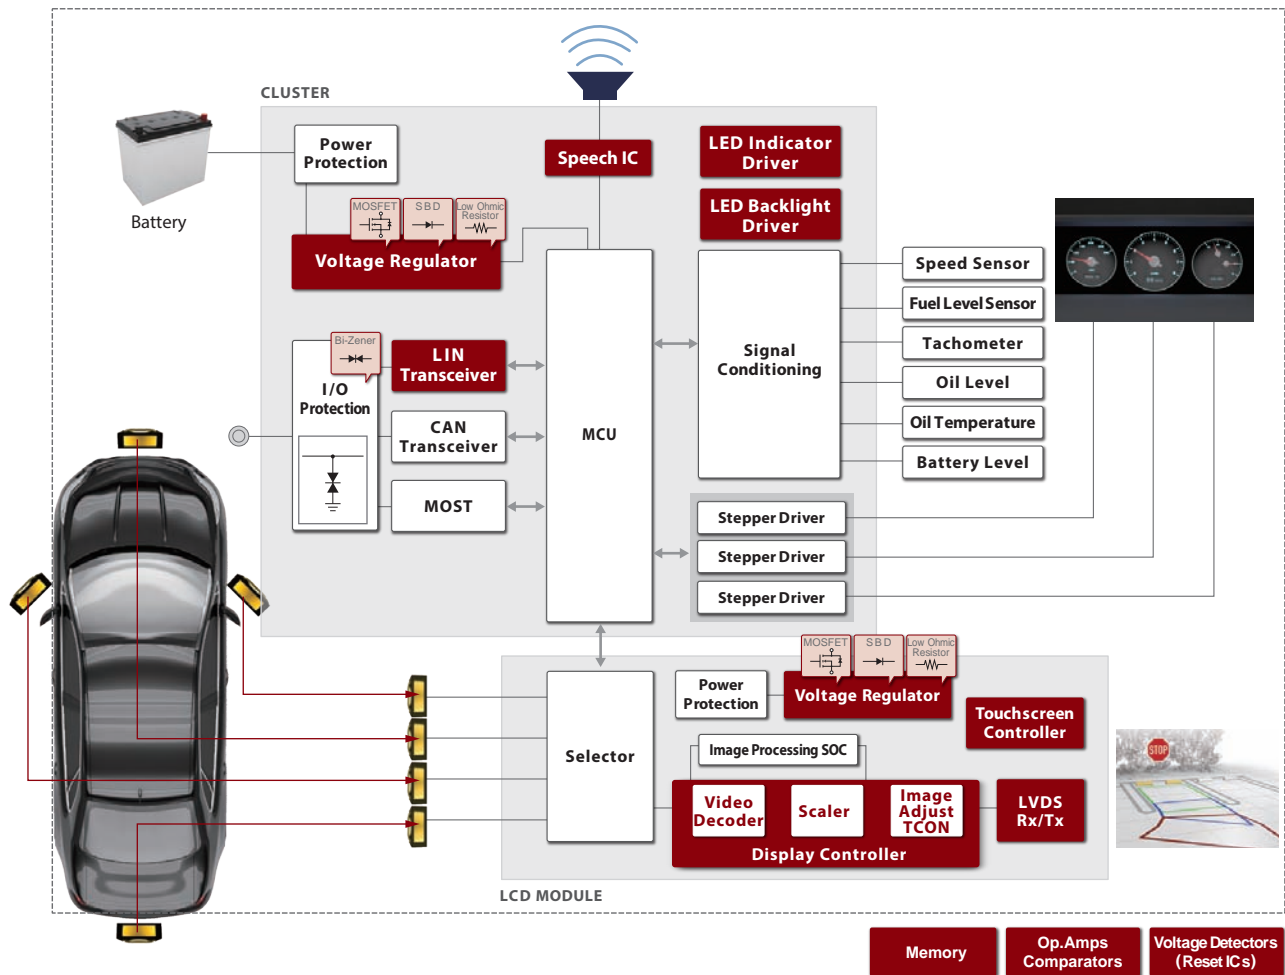 CLUSTER
Power
Protection
Speech IC
LED Indicator
Driver
LED Backlight
Driver
Battery
MOSFET
SBD
Low Ohmic
Resistor
Voltage Regulator
Speed Sensor
Fuel Level Sensor
Tachometer
Oil Level
Oil Temperature
Battery Level
Signal
Conditioning
Bi-Zener
I/O
Protection
LIN
Transceiver
CAN
Transceiver
MOST
MCU
Stepper Driver
Stepper Driver
Stepper Driver
MOSFET
SBD
Low Ohmic
Resistor
Power
Protection
Voltage Regulator
Touchscreen
Controller
Selector
Image Processing SOC
Video
Decoder
Scaler
Image
Adjust
TCON
Display Controller
LVDS
Rx/Tx
STOP
LCD MODULE
Memory
Op.Amps
Comparators
Voltage Detectors
(Reset ICs)